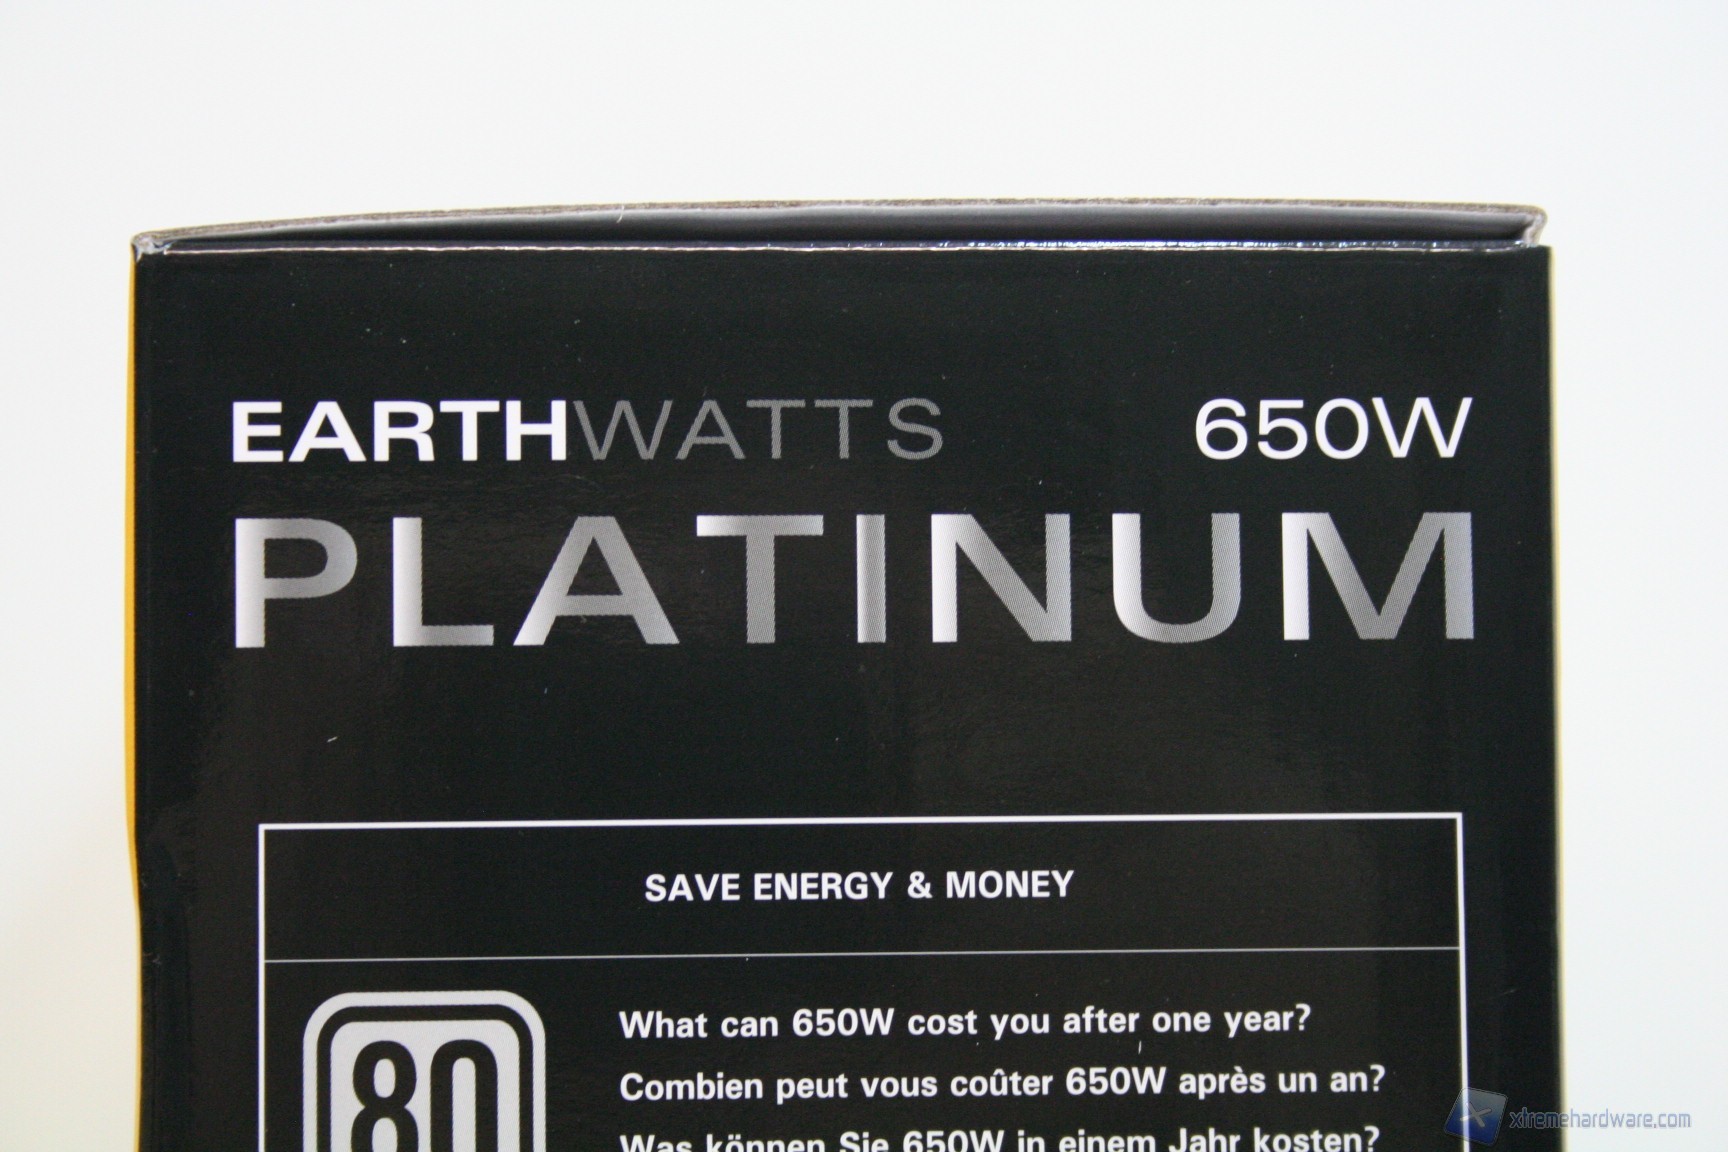 EARTHWATTS 650W
PLATINUM
SAVE ENERGY & MONEY
80
What can 650W cost you after one year?
Combien peut vous coûter 650W après un an?
Was können Sie 650W in einem Jahr kosten?
xtremehardware.com